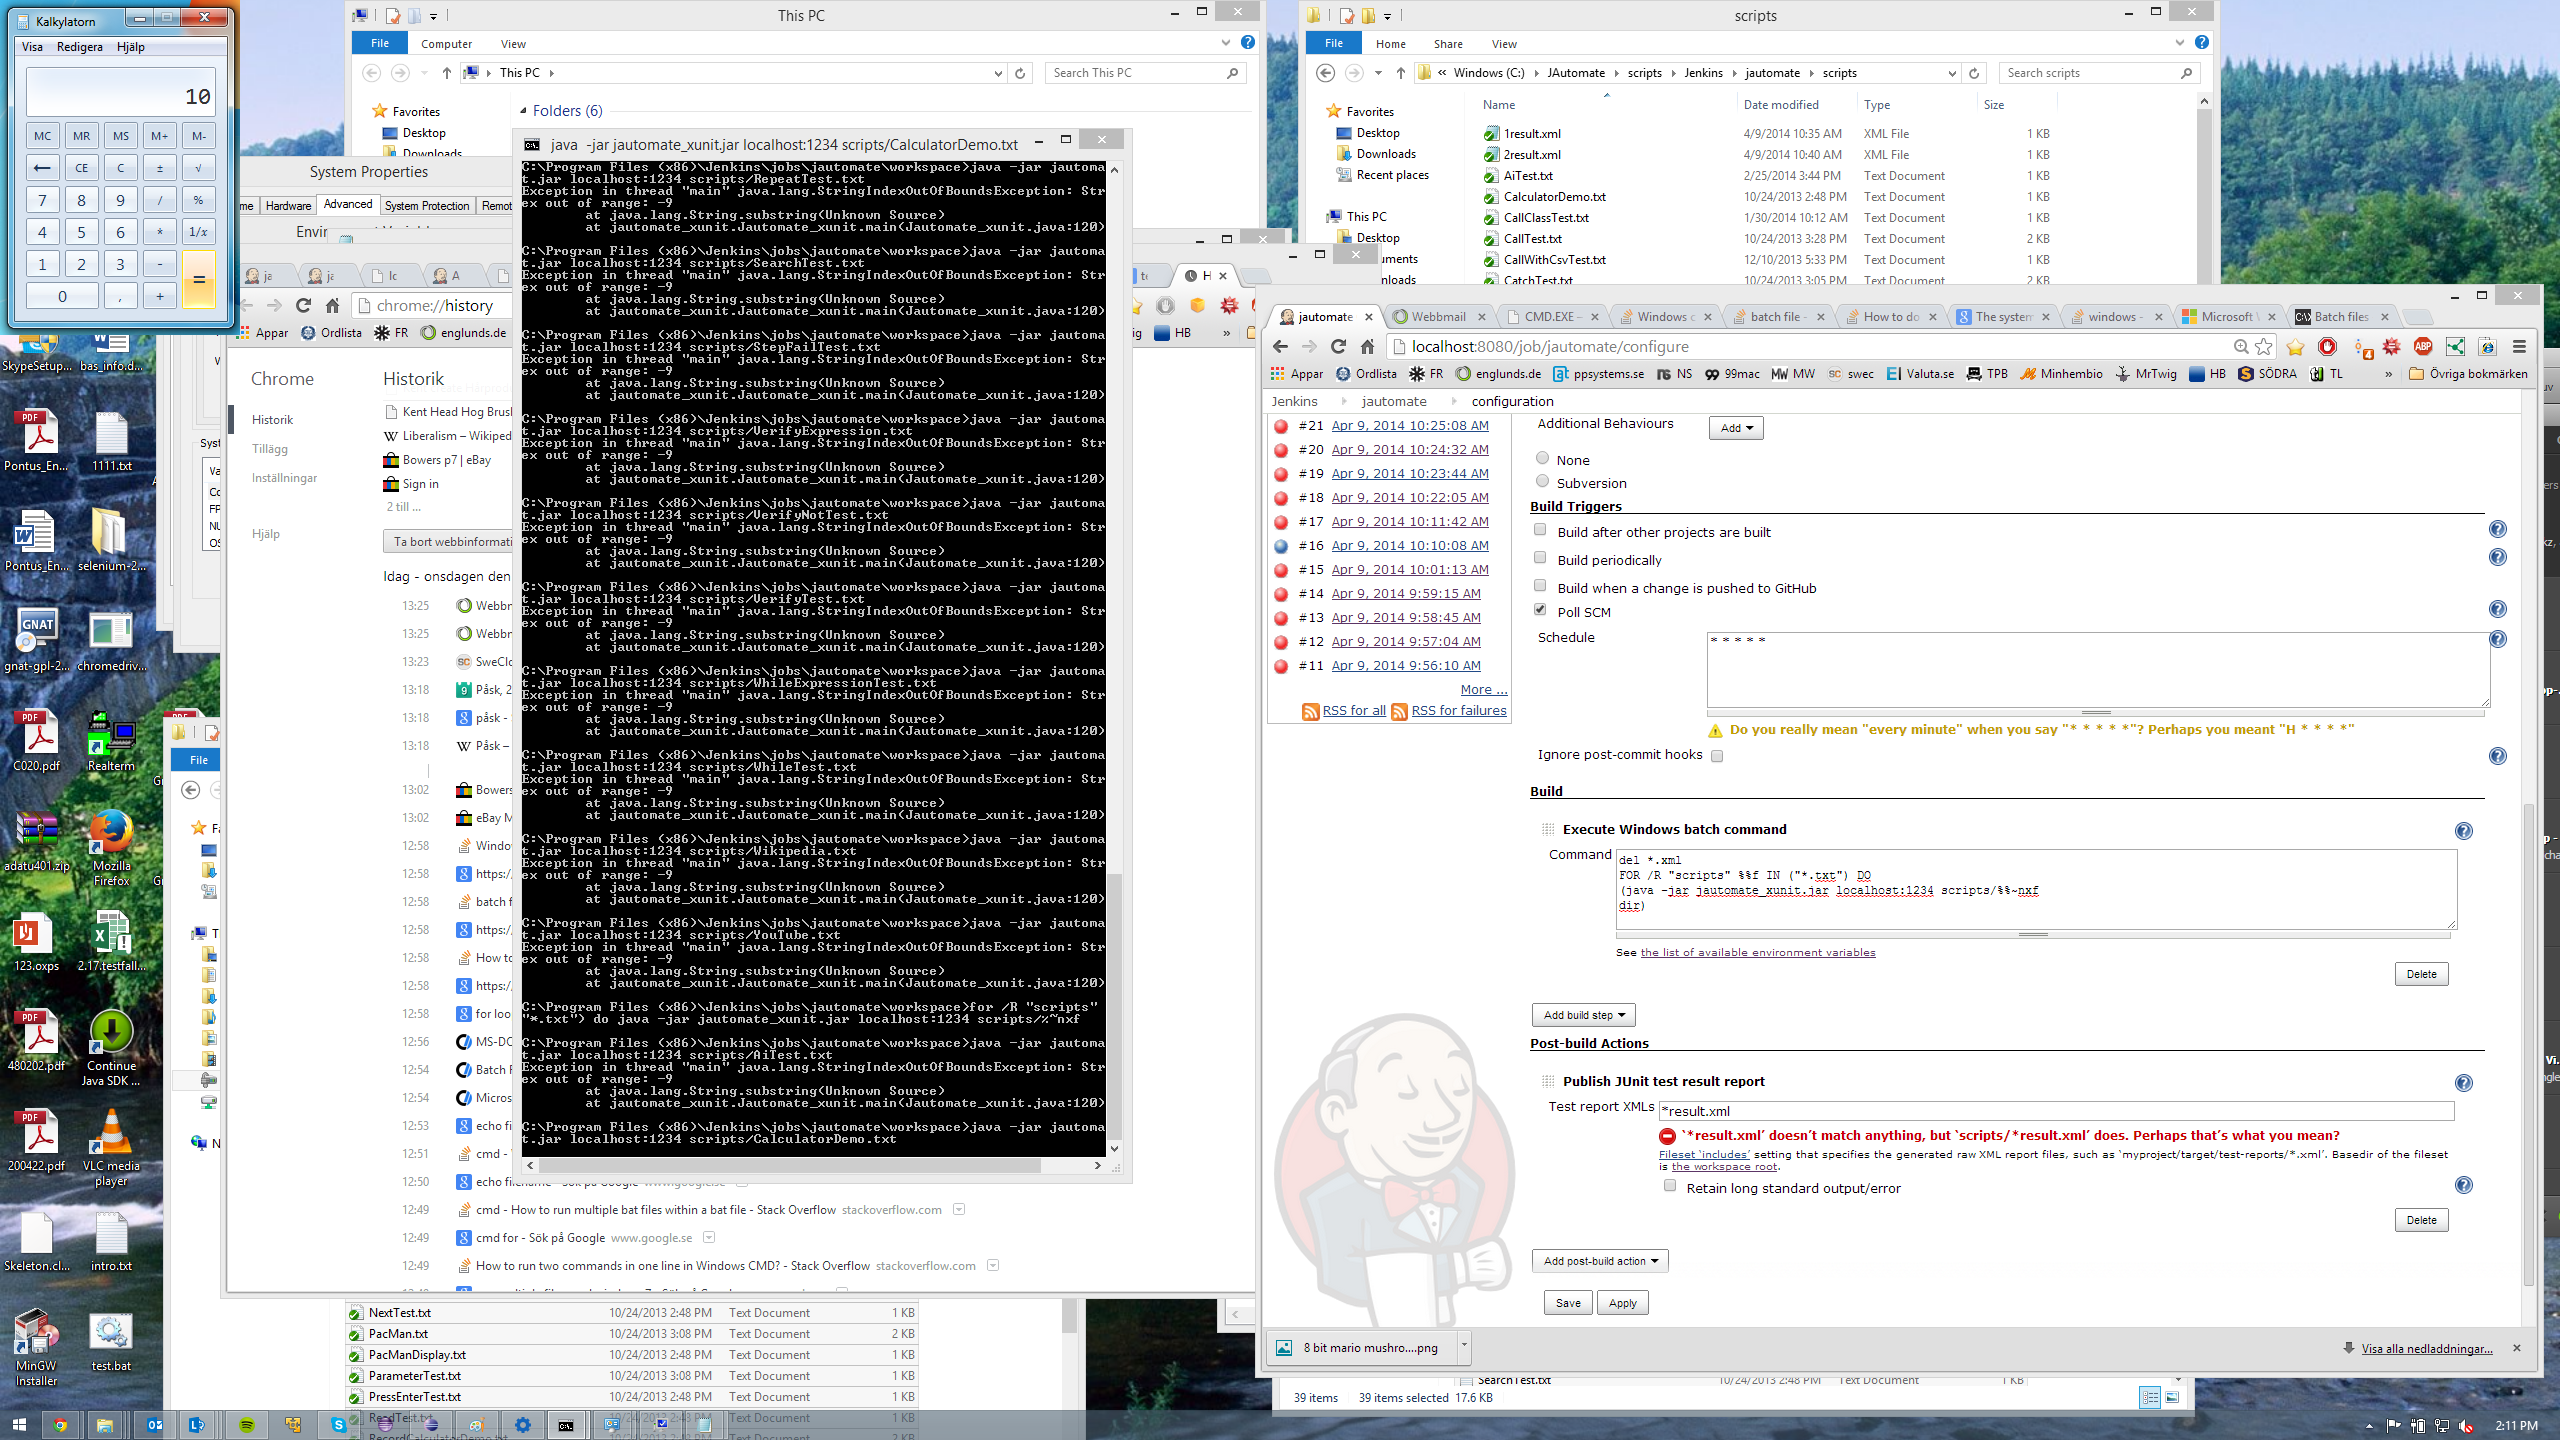 Kalkylatorn
Visa Redigera Hjälp
10
MC MR MS M+ M-
← CE C ± √
7 8 9 / %
4 5 6 * 1/x
1 2 3 - =
0 , +
This PC
File Computer View
This PC
Search This PC
Favorites
Desktop
Downloads
Folders (6)
System Properties
Hardware Advanced System Protection Remot
scripts
File Home Share View
« Windows (C:) JAutomate scripts Jenkins jautomate scripts
Search scripts
Favorites
Desktop
Downloads
Recent places
This PC
Desktop
Name Date modified Type Size
1result.xml 4/9/2014 10:35 AM XML File 1 KB
2result.xml 4/9/2014 10:40 AM XML File 1 KB
AiTest.txt 2/25/2014 3:44 PM Text Document 1 KB
CalculatorDemo.txt 10/24/2013 2:48 PM Text Document 1 KB
CallClassTest.txt 1/30/2014 10:12 AM Text Document 1 KB
CallTest.txt 10/24/2013 3:28 PM Text Document 2 KB
CallWithCsvTest.txt 12/10/2013 5:33 PM Text Document 1 KB
CatchTest.txt 10/24/2013 3:05 PM Text Document 1 KB
java -jar jautomate_xunit.jar localhost:1234 scripts/CalculatorDemo.txt
C:\Program Files (x86)\Jenkins\jobs\jautomate\workspace>java -jar jautoma
t.jar localhost:1234 scripts/RepeatTest.txt
Exception in thread "main" java.lang.StringIndexOutOfBoundsException: Str
ex out of range: -9
at java.lang.String.substring(Unknown Source)
at jautomate_xunit.Jautomate_xunit.main(Jautomate_xunit.java:120)
C:\Program Files (x86)\Jenkins\jobs\jautomate\workspace>java -jar jautoma
t.jar localhost:1234 scripts/SearchTest.txt
Exception in thread "main" java.lang.StringIndexOutOfBoundsException: Str
ex out of range: -9
at java.lang.String.substring(Unknown Source)
at jautomate_xunit.Jautomate_xunit.main(Jautomate_xunit.java:120)
C:\Program Files (x86)\Jenkins\jobs\jautomate\workspace>java -jar jautoma
t.jar localhost:1234 scripts/StepFailTest.txt
Exception in thread "main" java.lang.StringIndexOutOfBoundsException: Str
ex out of range: -9
at java.lang.String.substring(Unknown Source)
at jautomate_xunit.Jautomate_xunit.main(Jautomate_xunit.java:120)
C:\Program Files (x86)\Jenkins\jobs\jautomate\workspace>java -jar jautoma
t.jar localhost:1234 scripts/VerifyExpression.txt
Exception in thread "main" java.lang.StringIndexOutOfBoundsException: Str
ex out of range: -9
at java.lang.String.substring(Unknown Source)
at jautomate_xunit.Jautomate_xunit.main(Jautomate_xunit.java:120)
C:\Program Files (x86)\Jenkins\jobs\jautomate\workspace>java -jar jautoma
t.jar localhost:1234 scripts/VerifyNotTest.txt
Exception in thread "main" java.lang.StringIndexOutOfBoundsException: Str
ex out of range: -9
at java.lang.String.substring(Unknown Source)
at jautomate_xunit.Jautomate_xunit.main(Jautomate_xunit.java:120)
C:\Program Files (x86)\Jenkins\jobs\jautomate\workspace>java -jar jautoma
t.jar localhost:1234 scripts/VerifyTest.txt
Exception in thread "main" java.lang.StringIndexOutOfBoundsException: Str
ex out of range: -9
at java.lang.String.substring(Unknown Source)
at jautomate_xunit.Jautomate_xunit.main(Jautomate_xunit.java:120)
C:\Program Files (x86)\Jenkins\jobs\jautomate\workspace>java -jar jautoma
t.jar localhost:1234 scripts/WhileExpressionTest.txt
Exception in thread "main" java.lang.StringIndexOutOfBoundsException: Str
ex out of range: -9
at java.lang.String.substring(Unknown Source)
at jautomate_xunit.Jautomate_xunit.main(Jautomate_xunit.java:120)
C:\Program Files (x86)\Jenkins\jobs\jautomate\workspace>java -jar jautoma
t.jar localhost:1234 scripts/WhileTest.txt
Exception in thread "main" java.lang.StringIndexOutOfBoundsException: Str
ex out of range: -9
at java.lang.String.substring(Unknown Source)
at jautomate_xunit.Jautomate_xunit.main(Jautomate_xunit.java:120)
C:\Program Files (x86)\Jenkins\jobs\jautomate\workspace>java -jar jautoma
t.jar localhost:1234 scripts/Wikipedia.txt
Exception in thread "main" java.lang.StringIndexOutOfBoundsException: Str
ex out of range: -9
at java.lang.String.substring(Unknown Source)
at jautomate_xunit.Jautomate_xunit.main(Jautomate_xunit.java:120)
C:\Program Files (x86)\Jenkins\jobs\jautomate\workspace>java -jar jautoma
t.jar localhost:1234 scripts/YouTube.txt
Exception in thread "main" java.lang.StringIndexOutOfBoundsException: Str
ex out of range: -9
at java.lang.String.substring(Unknown Source)
at jautomate_xunit.Jautomate_xunit.main(Jautomate_xunit.java:120)
C:\Program Files (x86)\Jenkins\jobs\jautomate\workspace>for /R "scripts"
"*.txt") do java -jar jautomate_xunit.jar localhost:1234 scripts/%~nxf
C:\Program Files (x86)\Jenkins\jobs\jautomate\workspace>java -jar jautoma
t.jar localhost:1234 scripts/AiTest.txt
Exception in thread "main" java.lang.StringIndexOutOfBoundsException: Str
ex out of range: -9
at java.lang.String.substring(Unknown Source)
at jautomate_xunit.Jautomate_xunit.main(Jautomate_xunit.java:120)
C:\Program Files (x86)\Jenkins\jobs\jautomate\workspace>java -jar jautoma
t.jar localhost:1234 scripts/CalculatorDemo.txt
chrome://history
Appar Ordlista FR englunds.de
HB »
Chrome
Historik
Tillägg
Inställningar
Hjälp
Historik
Kent Head Hog Brush
Liberalism – Wikiped
Bowers p7 | eBay
Sign in
2 till ...
Ta bort webbinformati
Idag - onsdagen den
13:25 Webbn
13:25 Webbn
13:23 SweClo
13:18 Påsk, 2
13:18 påsk -
13:18 Påsk –
13:02 Bowers
13:02 eBay M
12:58 Window
12:58 https:/
12:58 batch f
12:58 https:/
12:58 How to
12:58 https:/
12:58 for loo
12:56 MS-DO
12:54 Batch F
12:54 Micros
12:53 echo fi
12:51 cmd -
12:50 echo filename - Sök på Google www.google.se
12:49 cmd - How to run multiple bat files within a bat file - Stack Overflow stackoverflow.com
12:49 cmd for - Sök på Google www.google.se
12:49 How to run two commands in one line in Windows CMD? - Stack Overflow stackoverflow.com
jautomate Webbmail CMD.EXE – Windows c batch file - How to do The system windows - Microsoft Batch files
localhost:8080/job/jautomate/configure
Appar Ordlista FR englunds.de ppsystems.se NS 99mac MW swec Valuta.se TPB Minhembio MrTwig HB SÖDRA TL » Övriga bokmärken
Jenkins jautomate configuration
#21 Apr 9, 2014 10:25:08 AM
#20 Apr 9, 2014 10:24:32 AM
#19 Apr 9, 2014 10:23:44 AM
#18 Apr 9, 2014 10:22:05 AM
#17 Apr 9, 2014 10:11:42 AM
#16 Apr 9, 2014 10:10:08 AM
#15 Apr 9, 2014 10:01:13 AM
#14 Apr 9, 2014 9:59:15 AM
#13 Apr 9, 2014 9:58:45 AM
#12 Apr 9, 2014 9:57:04 AM
#11 Apr 9, 2014 9:56:10 AM
More ...
RSS for all RSS for failures
Additional Behaviours Add
None
Subversion
Build Triggers
Build after other projects are built
Build periodically
Build when a change is pushed to GitHub
Poll SCM
Schedule * * * * *
Do you really mean "every minute" when you say "* * * * *"? Perhaps you meant "H * * * *"
Ignore post-commit hooks
Build
Execute Windows batch command
Command
del *.xml
FOR /R "scripts" %%f IN ("*.txt") DO
(java -jar jautomate_xunit.jar localhost:1234 scripts/%%~nxf
dir)
See the list of available environment variables
Delete
Add build step
Post-build Actions
Publish JUnit test result report
Test report XMLs *result.xml
‘*result.xml’ doesn’t match anything, but ‘scripts/*result.xml’ does. Perhaps that’s what you mean?
Fileset ‘includes’ setting that specifies the generated raw XML report files, such as ‘myproject/target/test-reports/*.xml’. Basedir of the fileset
is the workspace root.
Retain long standard output/error
Delete
Add post-build action
Save Apply
8 bit mario mushro....png
Visa alla nedladdningar...
SkypeSetup... bas_info.d...
Pontus_En... 1111.txt
Pontus_En... selenium-2...
gnat-gpl-2... chromedriv...
C020.pdf Realterm
adatu401.zip Mozilla Firefox
123.oxps 2.17.testfall...
480202.pdf Continue Java SDK ...
200422.pdf VLC media player
Skeleton.cl... intro.txt
MinGW Installer test.bat
File
NextTest.txt 10/24/2013 2:48 PM Text Document 1 KB
PacMan.txt 10/24/2013 3:08 PM Text Document 2 KB
PacManDisplay.txt 10/24/2013 2:48 PM Text Document 1 KB
ParameterTest.txt 10/24/2013 3:08 PM Text Document 1 KB
PressEnterTest.txt 10/24/2013 2:48 PM Text Document 1 KB
ReadTest.txt 10/24/2013 2:43 PM Text Document 1 KB
SearchTest.txt 10/24/2013 2:48 PM Text Document 1 KB
39 items 39 items selected 17.6 KB
2:11 PM